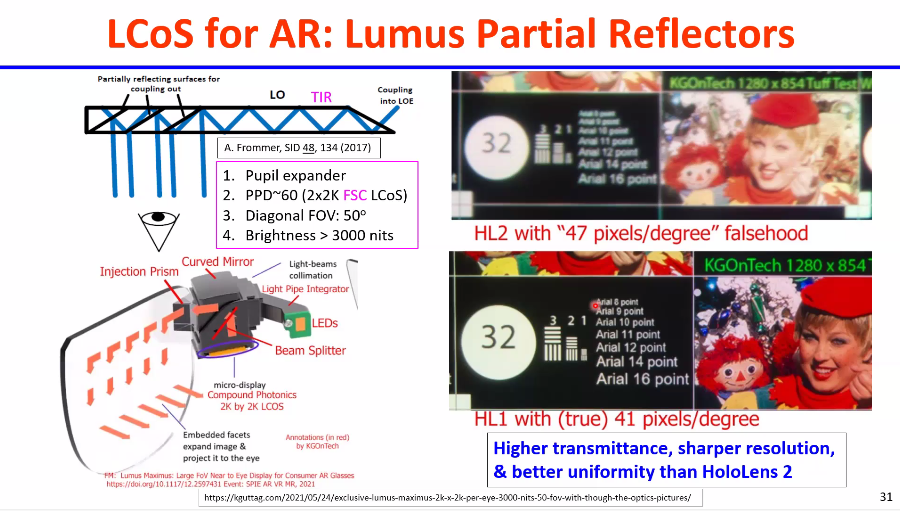 LCoS for AR: Lumus Partial Reflectors
Partially reflecting surfaces for
coupling out
LO
TIR
Coupling
into LOE
A. Frommer, SID 48, 134 (2017)
1. Pupil expander
2. PPD~60 (2x2K FSC LCoS)
3. Diagonal FOV: 50º
4. Brightness > 3000 nits
Injection Prism
Curved Mirror
Light-beams
collimation
Light Pipe Integrator
LEDs
Beam Splitter
micro-display
Compound Photonics
2K by 2K LCOS
Embedded facets
expand image &
project it to the eye
Annotations (in red)
by KGOnTech
FM: Lumus Maximus: Large FoV Near to Eye Display for Consumer AR Glasses
https://doi.org/10.1117/12.2597431 Event: SPIE AR VR MR, 2021
KGOnTech 1280 x 854 Tuff Test W
32
3 2 1
Arial 8 point
Arial 9 point
Arial 10 point
Arial 11 point
Arial 12 point
Arial 14 point
Arial 16 point
HL2 with “47 pixels/degree” falsehood
KGOnTech 1280 x 854 T
32
3 2 1
Arial 8 point
Arial 9 point
Arial 10 point
Arial 11 point
Arial 12 point
Arial 14 point
Arial 16 point
HL1 with (true) 41 pixels/degree
Higher transmittance, sharper resolution,
& better uniformity than HoloLens 2
https://kguttag.com/2021/05/24/exclusive-lumus-maximus-2k-x-2k-per-eye-3000-nits-50-fov-with-though-the-optics-pictures/
31